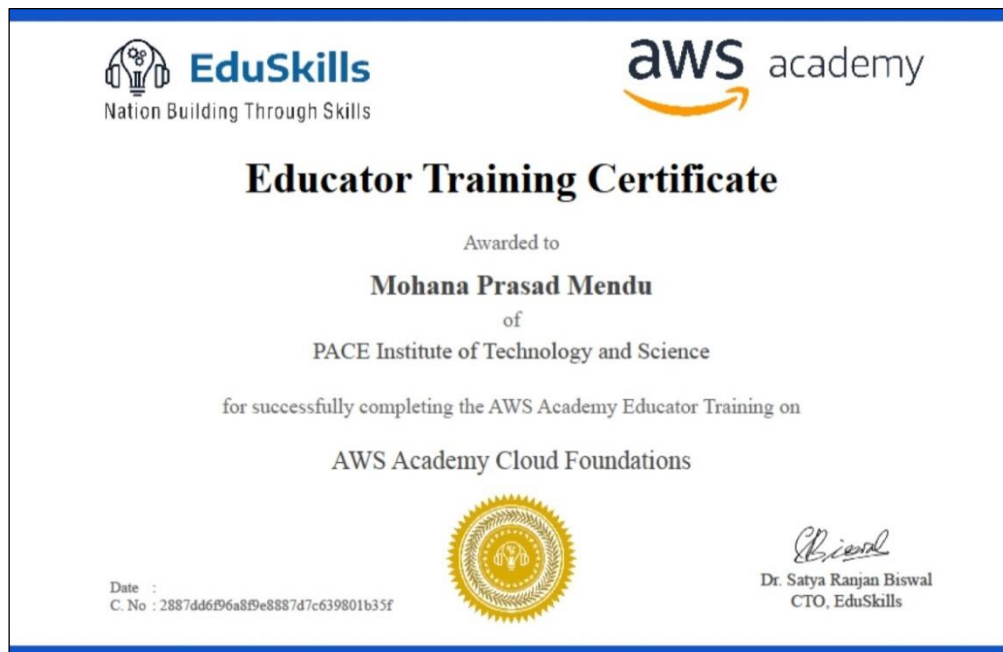 EduSkills
Nation Building Through Skills
aws academy
Educator Training Certificate
Awarded to
Mohana Prasad Mendu
of
PACE Institute of Technology and Science
for successfully completing the AWS Academy Educator Training on
AWS Academy Cloud Foundations
Date :
C. No : 2887dd6f96a8f9e8887d7c639801b35f
Dr. Satya Ranjan Biswal
CTO, EduSkills